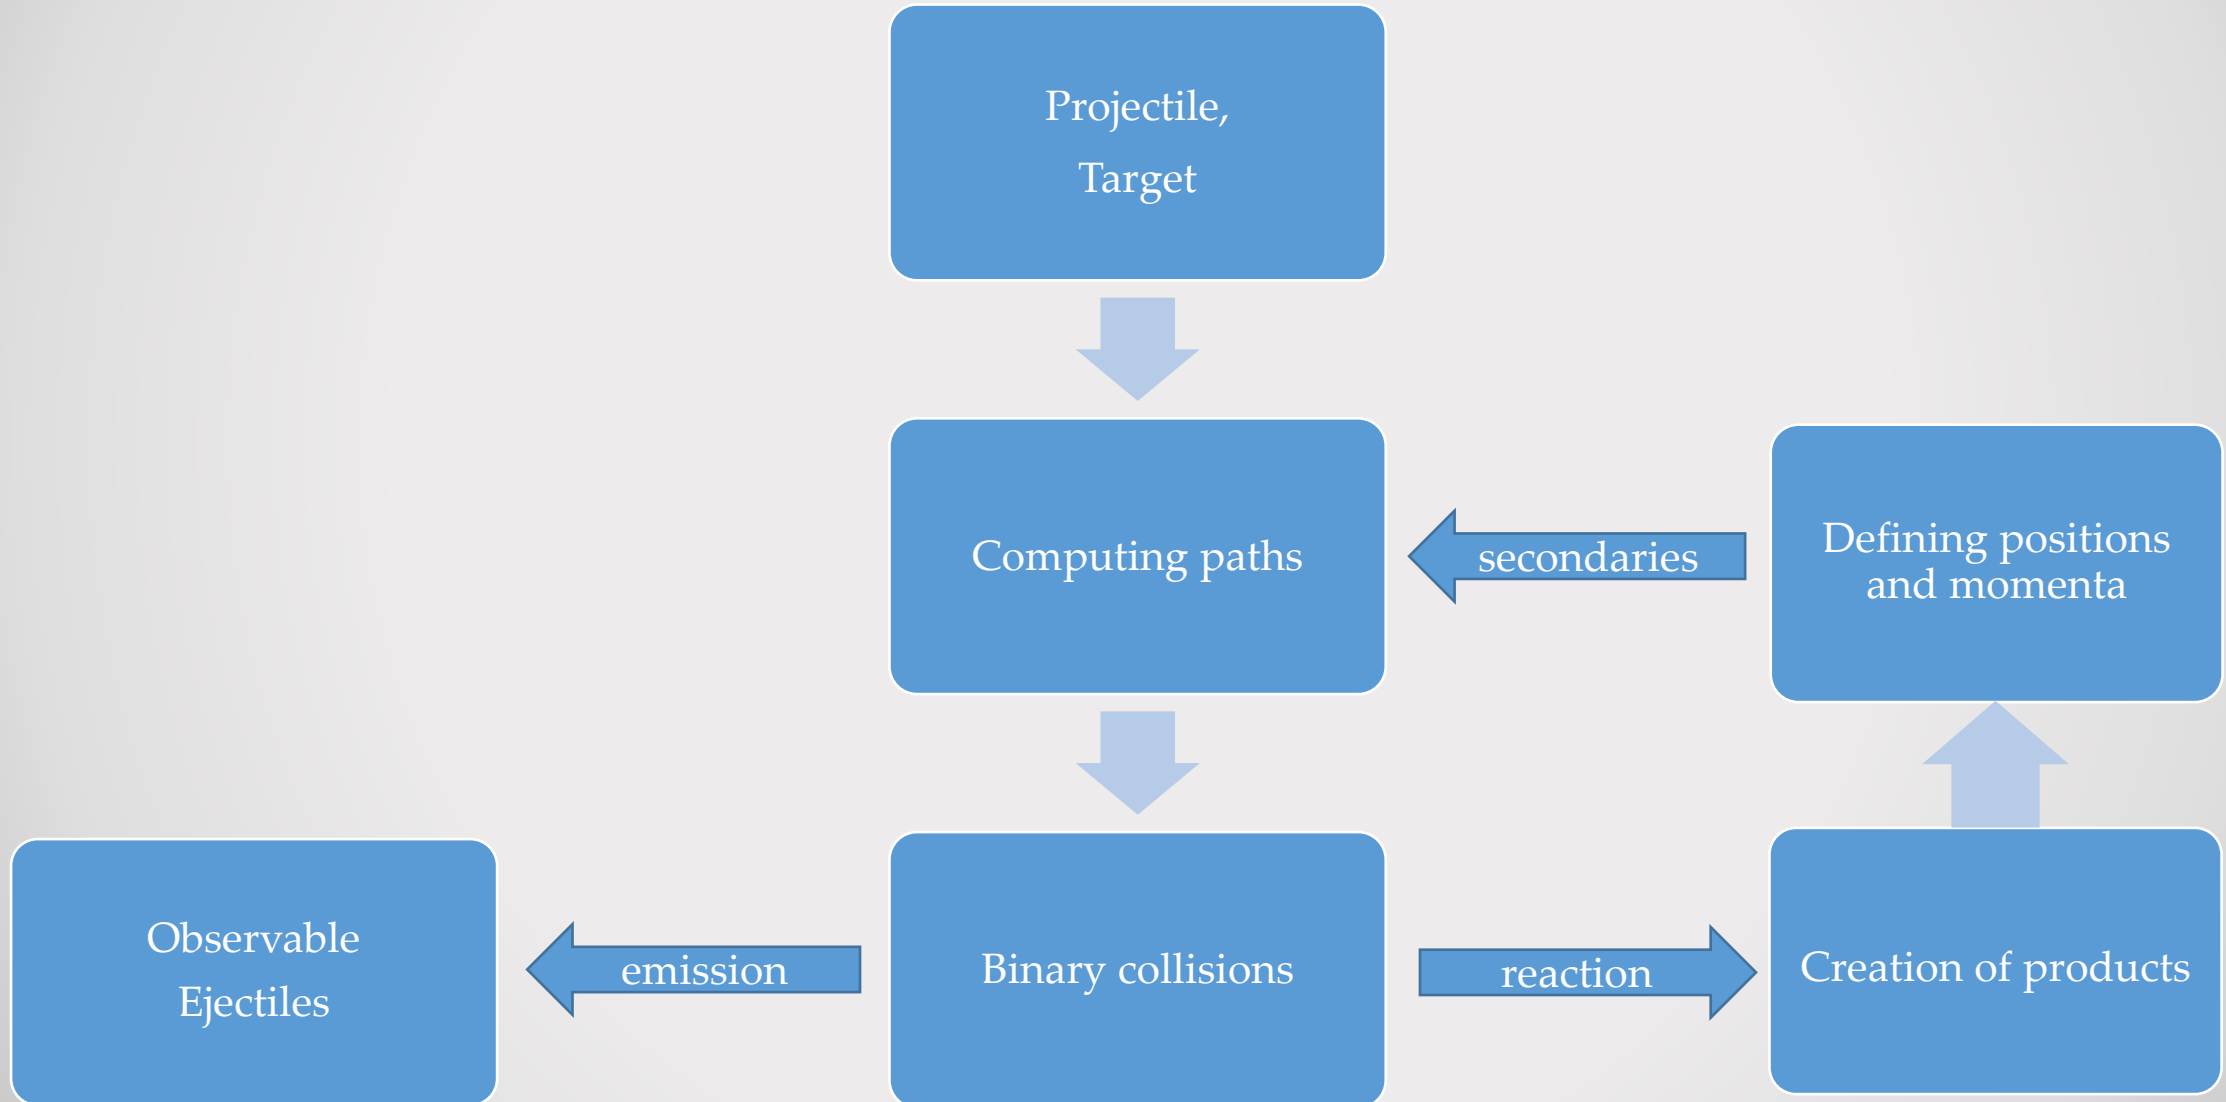 Projectile,
Target
Computing paths
secondaries
Defining positions
and momenta
Observable
Ejectiles
emission
Binary collisions
reaction
Creation of products